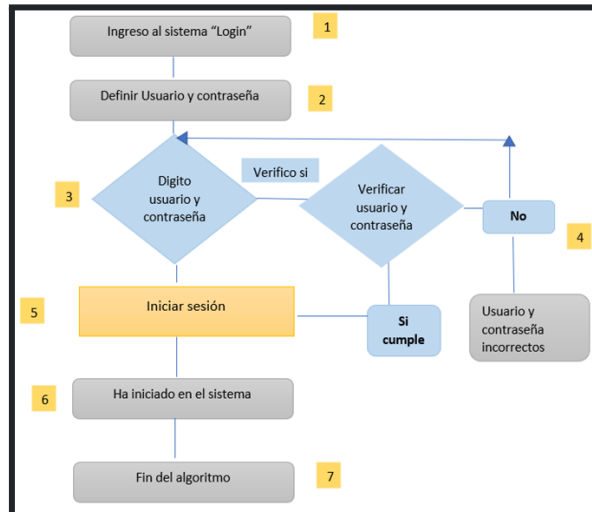 Ingreso al sistema “Login”
1
Definir Usuario y contraseña
2
3
Digito
usuario y
contraseña
Verifico si
Verificar
usuario y
contraseña
No
4
5
Iniciar sesión
Si
cumple
Usuario y
contraseña
incorrectos
6
Ha iniciado en el sistema
Fin del algoritmo
7